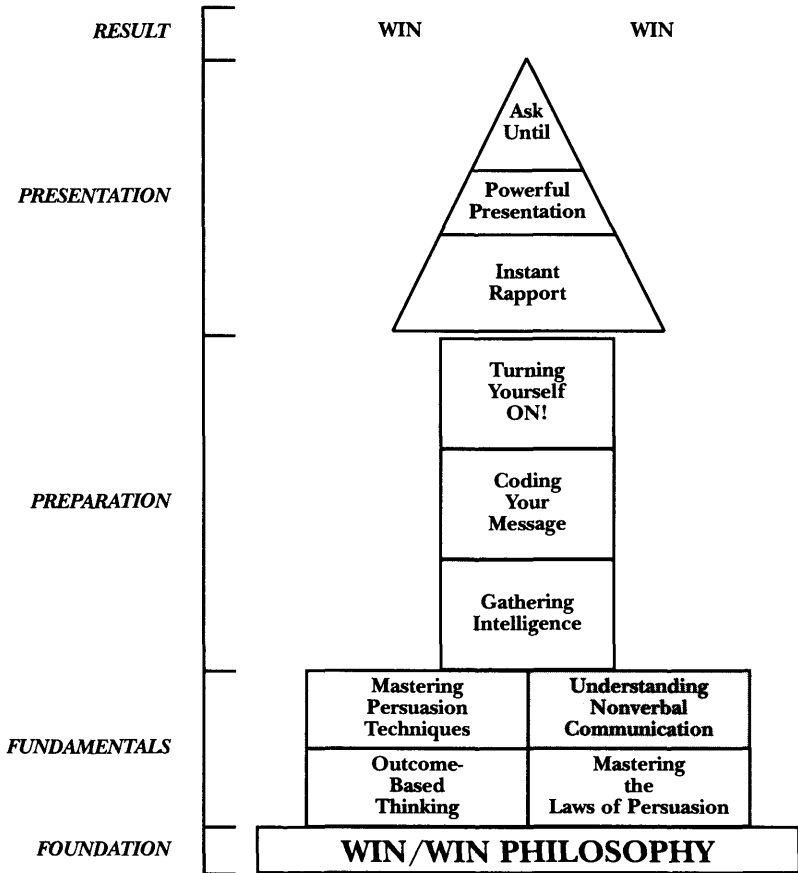 RESULT
WIN
WIN
Ask
Until
PRESENTATION
Powerful
Presentation
Instant
Rapport
Turning
Yourself
ON!
PREPARATION
Coding
Your
Message
Gathering
Intelligence
Mastering
Persuasion
Techniques
Understanding
Nonverbal
Communication
FUNDAMENTALS
Outcome-
Based
Thinking
Mastering
the
Laws of Persuasion
FOUNDATION
WIN/WIN PHILOSOPHY